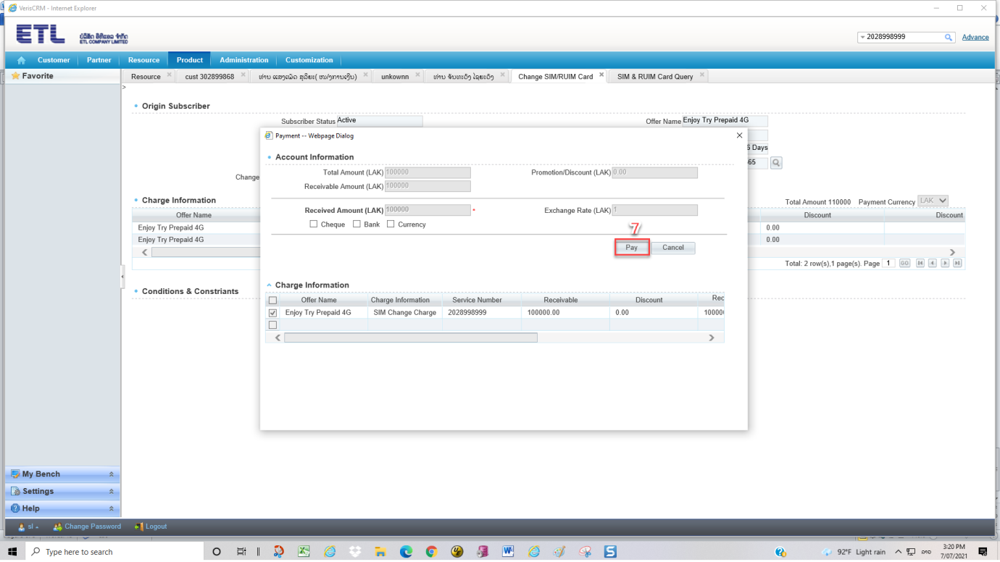 VerisCRM - Internet Explorer
ETL ບໍລິສັດ ອີທີແອລ ຈຳກັດ
ETL COMPANY LIMITED
2028998999 Advance
Customer Partner Resource Product Administration Customization
Favorite
Resource cust 302899868 unkownn Change SIM/RUIM Card SIM & RUIM Card Query
>
Origin Subscriber
Subscriber Status Active Offer Name Enjoy Try Prepaid 4G
Payment -- Webpage Dialog
Days
65
Account Information
Total Amount (LAK) 100000 Promotion/Discount (LAK) 0.00
Change
Receivable Amount (LAK) 100000
Charge Information Total Amount 110000 Payment Currency LAK
Received Amount (LAK) 100000 * Exchange Rate (LAK) 1
Offer Name Discount Discount
Cheque Bank Currency
Enjoy Try Prepaid 4G 0.00
7
Enjoy Try Prepaid 4G 0.00
Pay Cancel
Total: 2 row(s),1 page(s). Page 1 GO
Charge Information
Conditions & Constriants
Offer Name Charge Information Service Number Receivable Discount Rec
Enjoy Try Prepaid 4G SIM Change Charge 2028998999 100000.00 0.00 10000
My Bench
Settings
Help
sl Change Password Logout
Type here to search
92°F Light rain
3:20 PM
7/07/2021